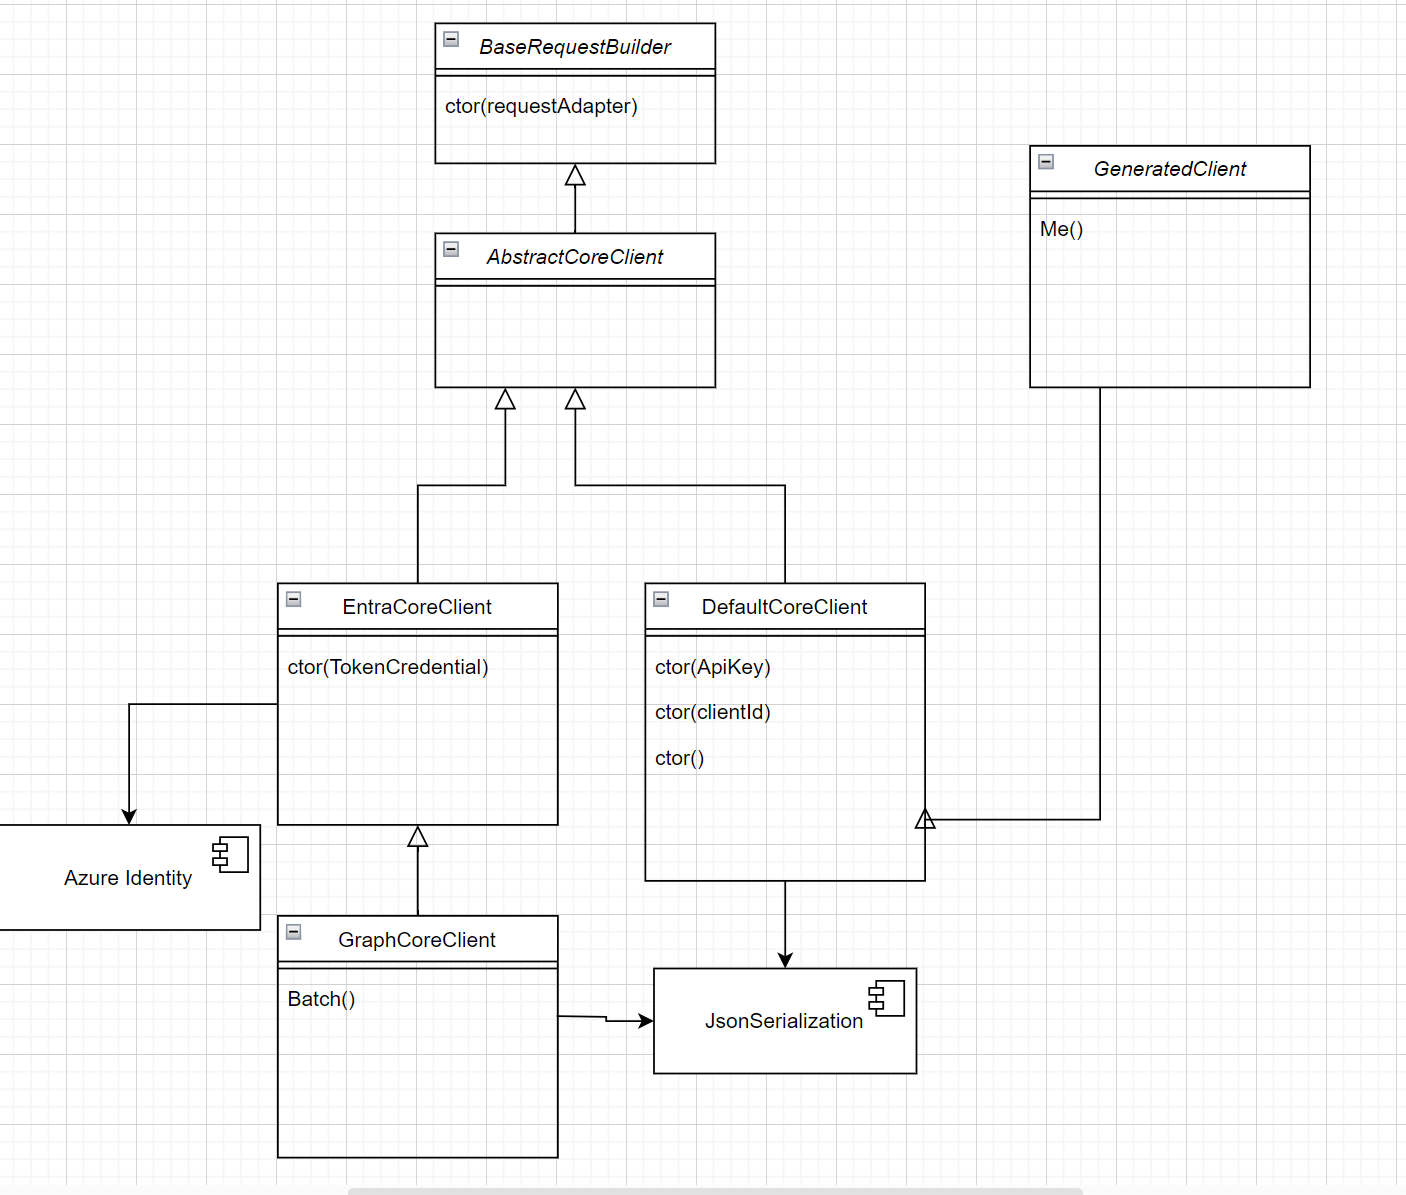 BaseRequestBuilder
ctor(requestAdapter)
GeneratedClient
Me()
AbstractCoreClient
EntraCoreClient
ctor(TokenCredential)
DefaultCoreClient
ctor(ApiKey)
ctor(clientId)
ctor()
Azure Identity
GraphCoreClient
Batch()
JsonSerialization